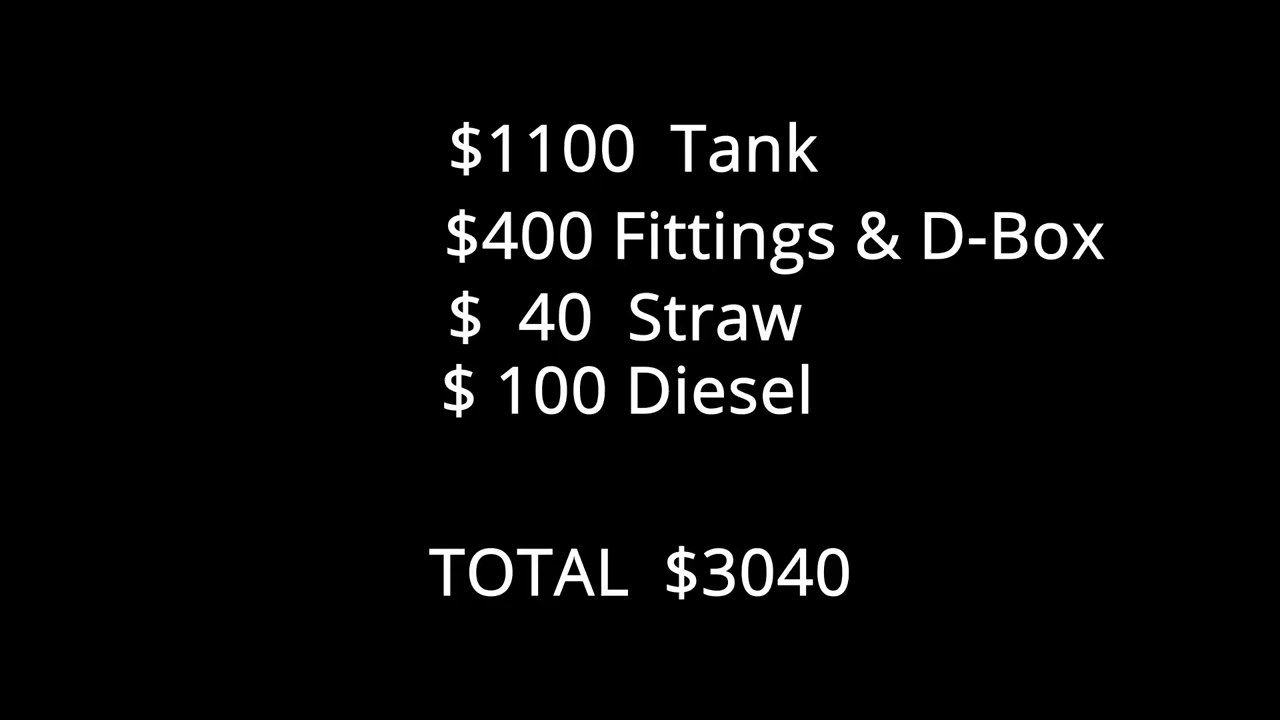 $1100 Tank
$400 Fittings & D-Box
$ 40 Straw
$ 100 Diesel
TOTAL $3040